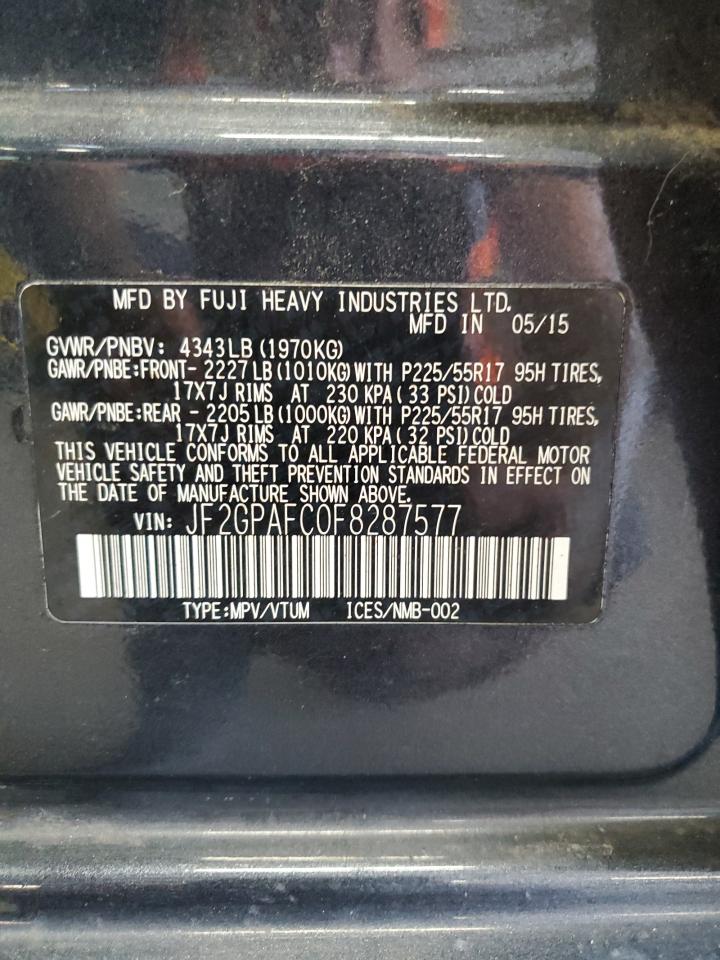 MFD BY FUJI HEAVY INDUSTRIES LTD.
MFD IN 05/15
GVWR/PNBV: 4343LB (1970KG)
GAWR/PNBE:FRONT- 2227LB (1010KG) WITH P225/55R17 95H TIRES,
17X7J RIMS AT 230 KPA ( 33 PSI) COLD
GAWR/PNBE:REAR - 2205LB (1000KG) WITH P225/55R17 95H TIRES,
17X7J RIMS AT 220 KPA ( 32 PSI) COLD
THIS VEHICLE CONFORMS TO ALL APPLICABLE FEDERAL MOTOR
VEHICLE SAFETY AND THEFT PREVENTION STANDARDS IN EFFECT ON
THE DATE OF MANUFACTURE SHOWN ABOVE.
VIN: JF2GPAFC0F8287577
TYPE:MPV/VTUM ICES/NMB-002